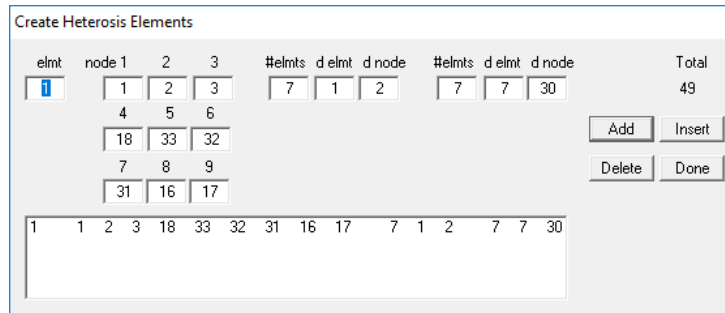 Create Heterosis Elements
elmt node 1 2 3 #elmts d elmt d node #elmts d elmt d node Total
1 1 2 3 7 1 2 7 7 30 49
4 5 6
18 33 32 Add Insert
7 8 9
31 16 17 Delete Done
1 1 2 3 18 33 32 31 16 17 7 1 2 7 7 30